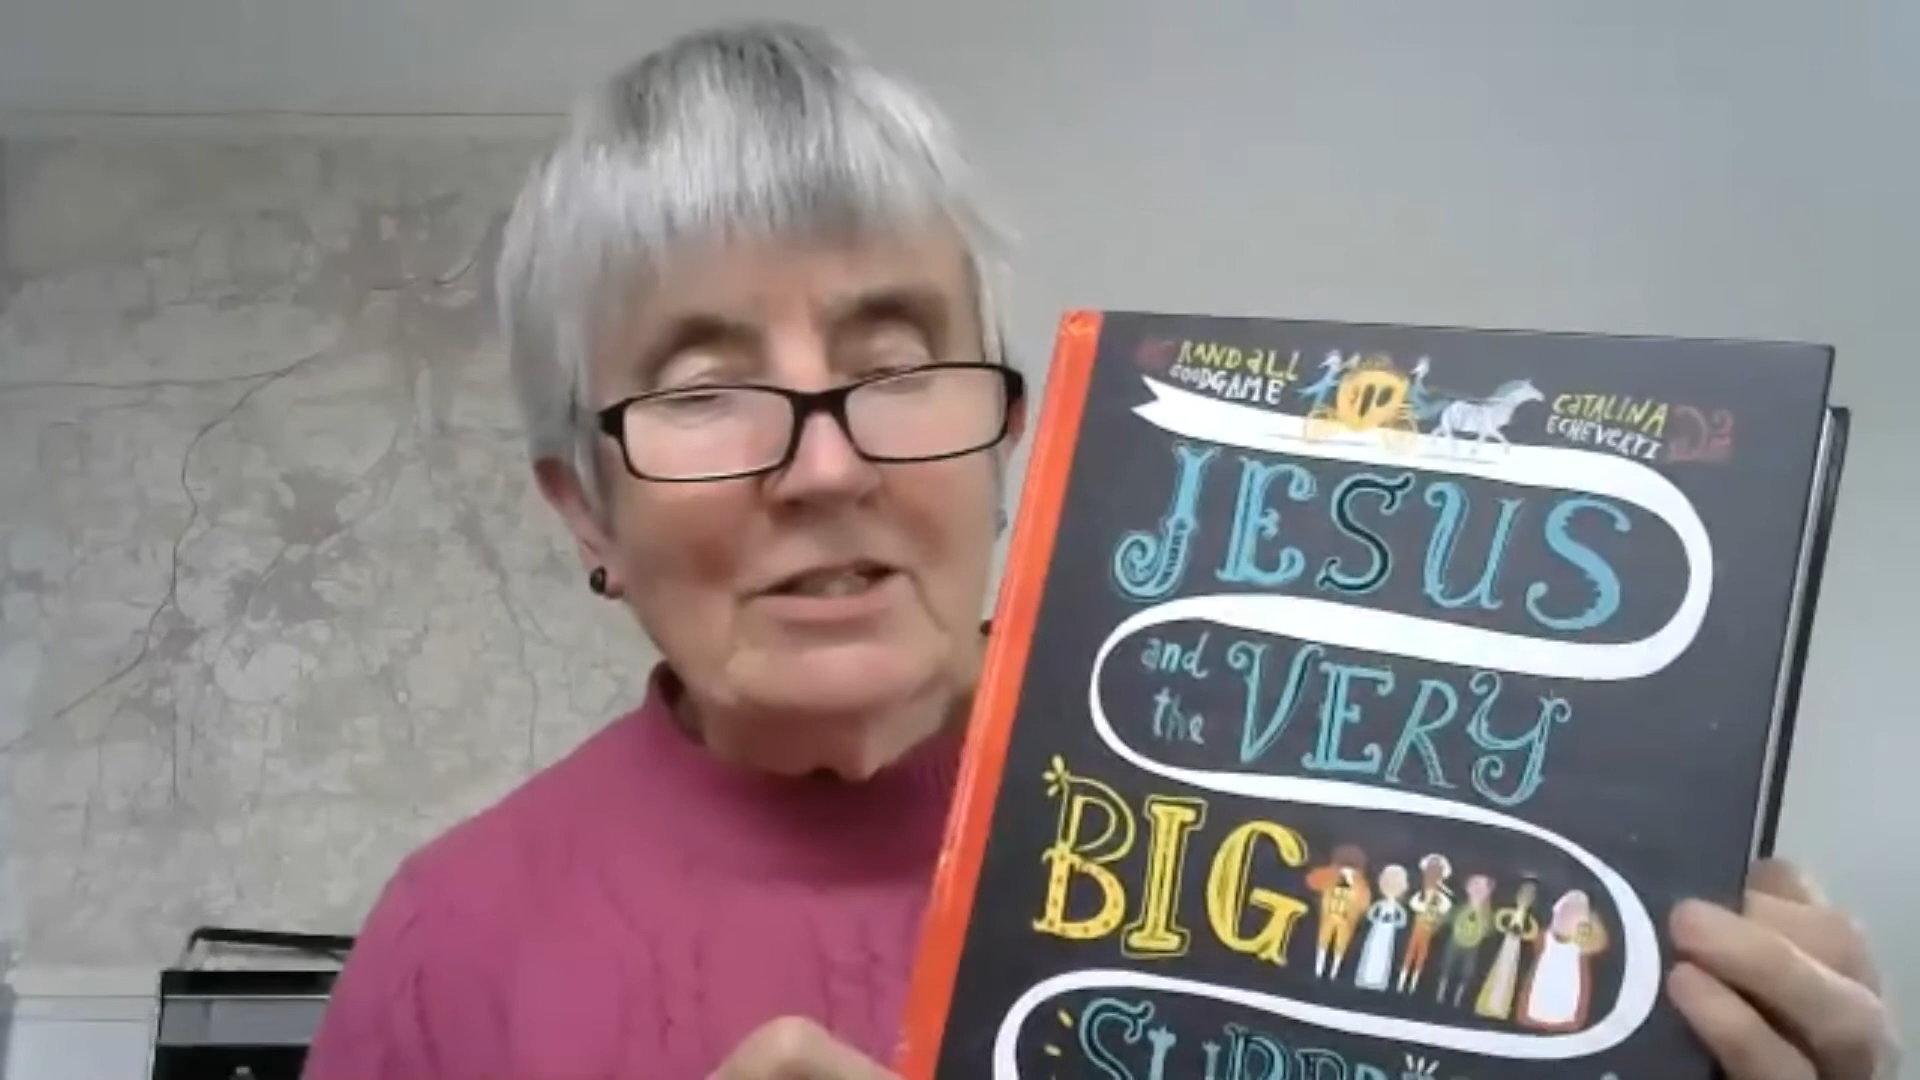 RANDALL
GOODGAME
CATALINA
ECHEVERRI
JESUS
and
the VERY
BIG